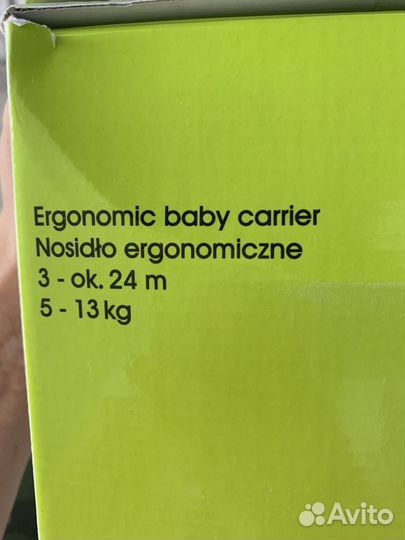 Ergonomic baby carrier
Nosidło ergonomiczne
3 - ok. 24 m
5 - 13 kg
Avito